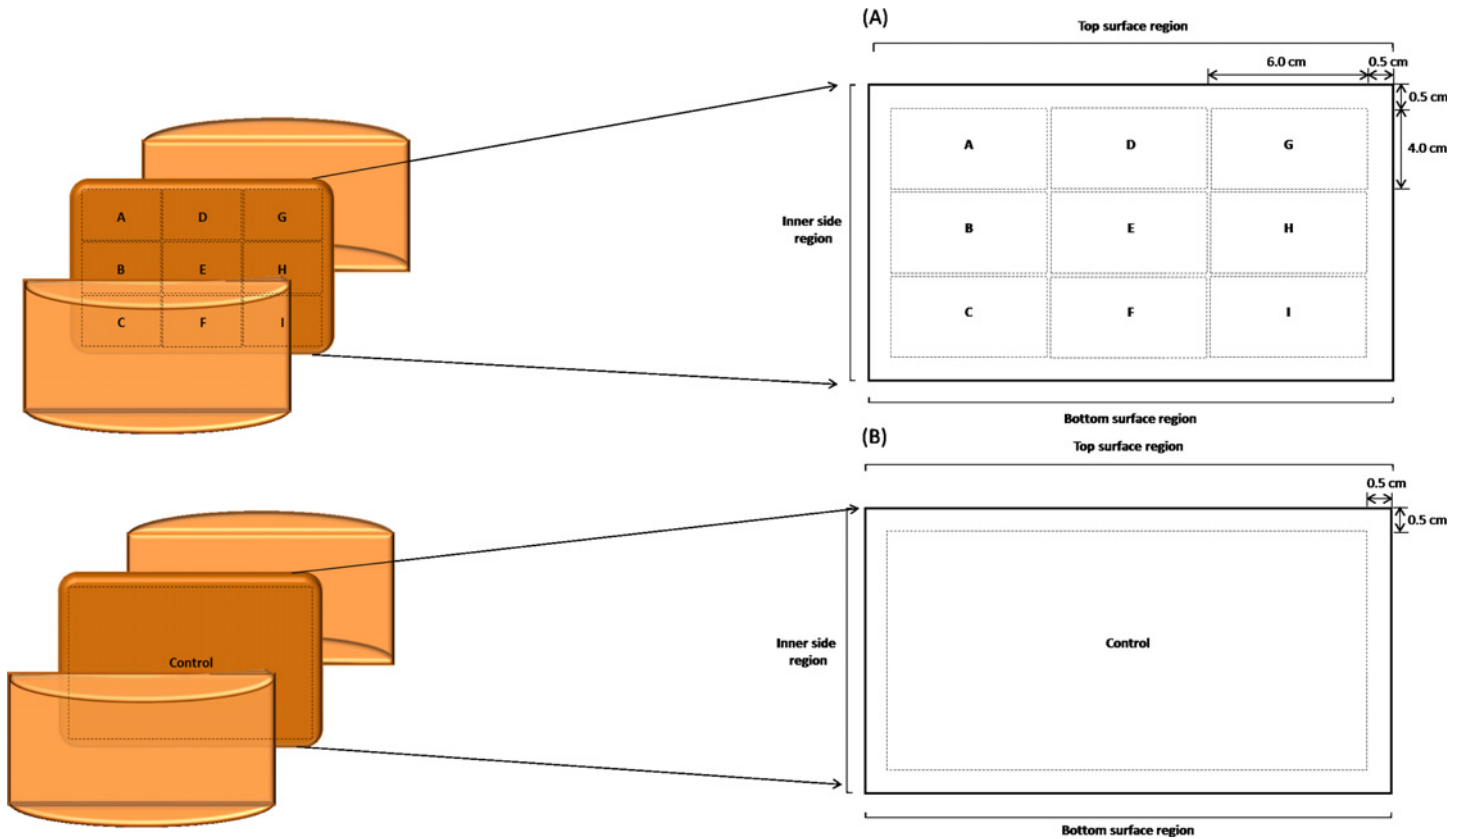 (A)
Top surface region
6.0 cm
0.5 cm
0.5 cm
4.0 cm
A
D
G
A
D
G
Inner side
region
B
E
H
B
E
H
C
F
I
C
F
I
Bottom surface region
(B)
Top surface region
0.5 cm
0.5 cm
Control
Inner side
region
Control
Bottom surface region